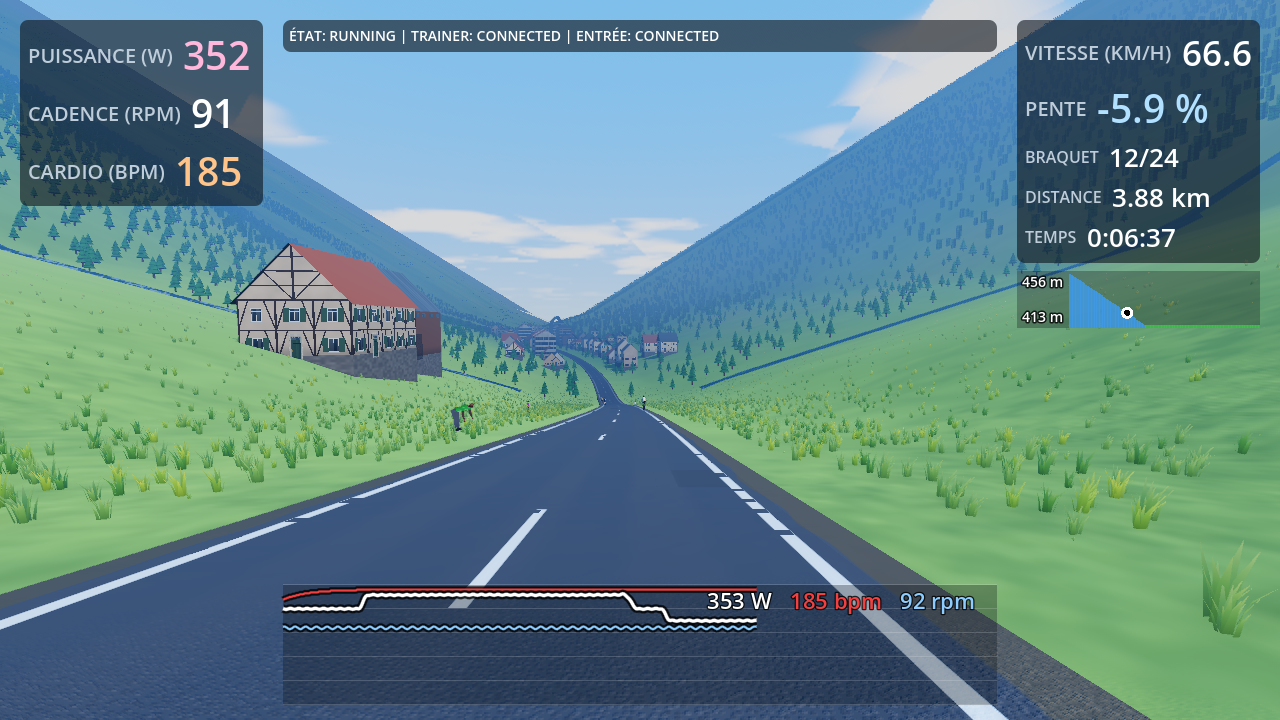 PUISSANCE (W) 352
CADENCE (RPM) 91
CARDIO (BPM) 185
ÉTAT: RUNNING | TRAINER: CONNECTED | ENTRÉE: CONNECTED
VITESSE (KM/H) 66.6
PENTE -5.9 %
BRAQUET 12/24
DISTANCE 3.88 km
TEMPS 0:06:37
456 m
413 m
353 W 185 bpm 92 rpm